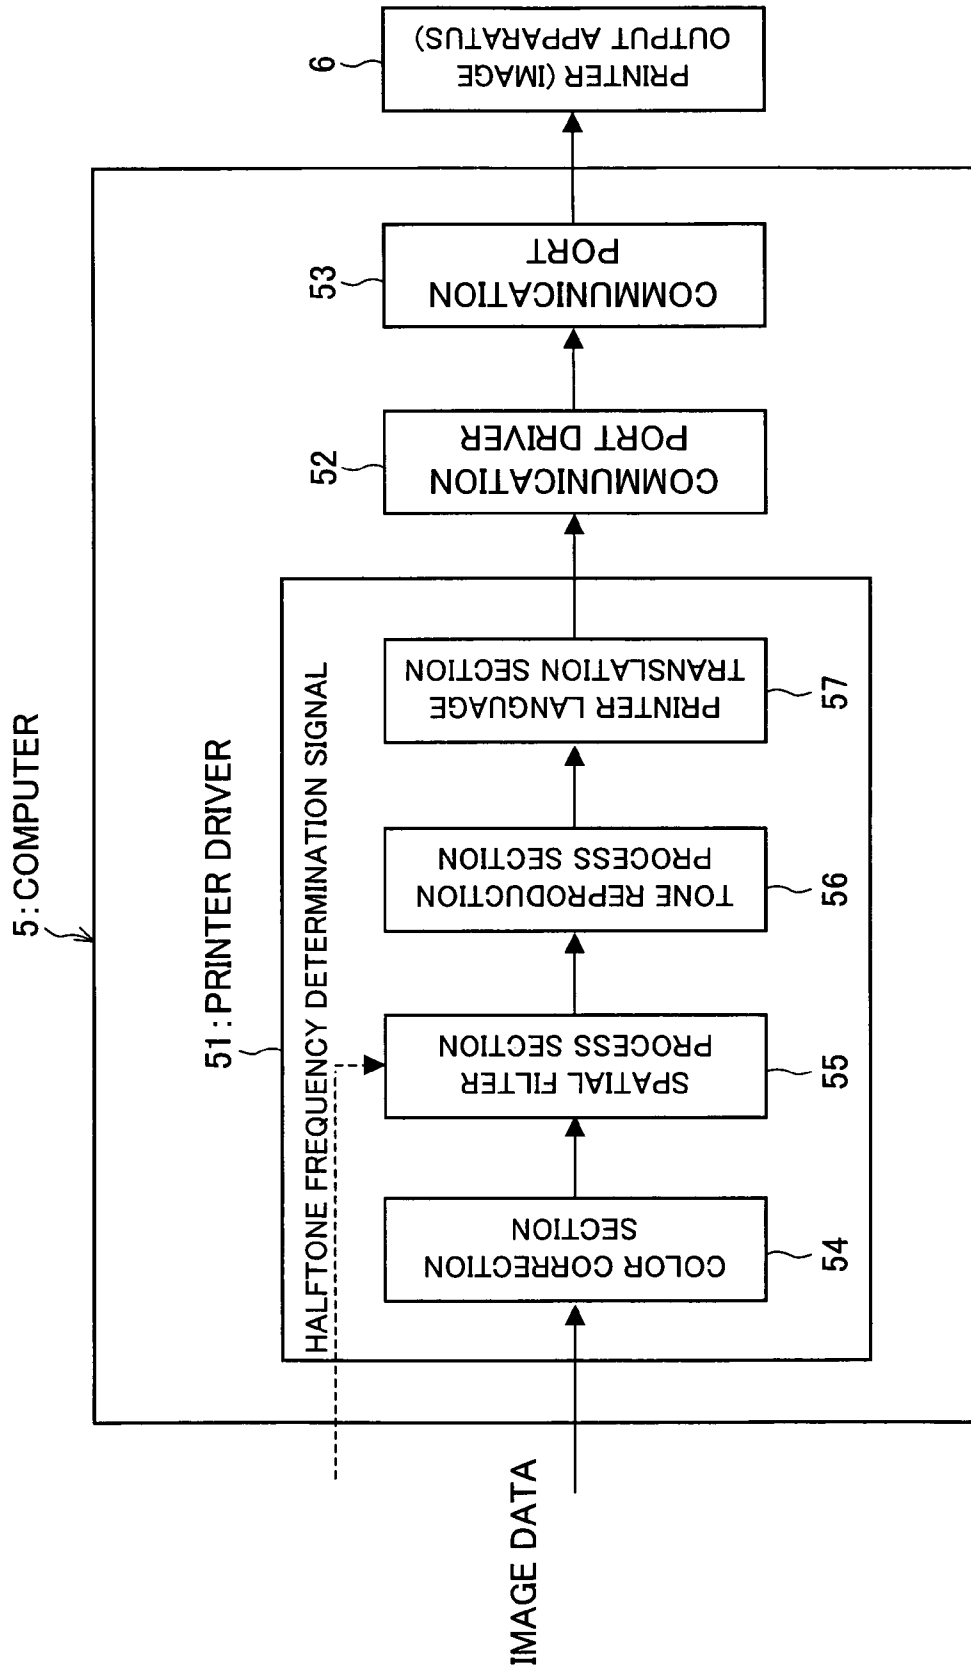 5 : COMPUTER
51 : PRINTER DRIVER
HALFTONE FREQUENCY DETERMINATION SIGNAL
IMAGE DATA
COLOR CORRECTION
SECTION
54
SPATIAL FILTER
PROCESS SECTION
55
TONE REPRODUCTION
PROCESS SECTION
56
PRINTER LANGUAGE
TRANSLATION SECTION
57
52
COMMUNICATION
PORT DRIVER
53
COMMUNICATION
PORT
6
PRINTER (IMAGE
OUTPUT APPARATUS)